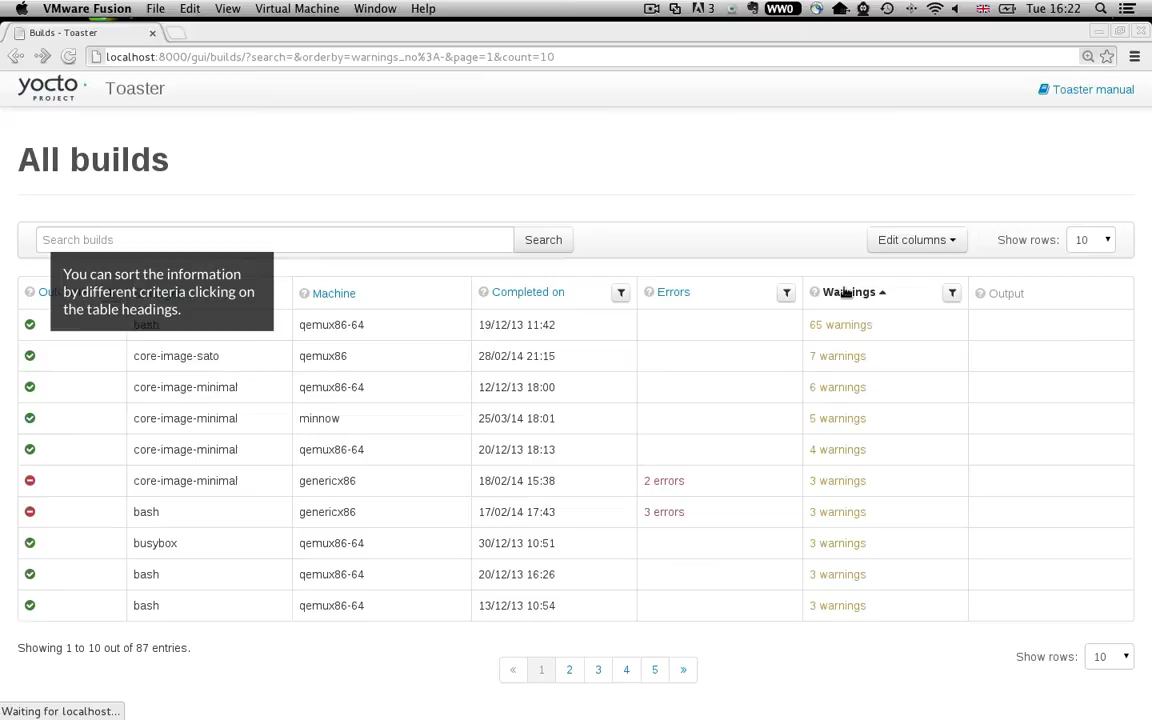 VMware Fusion File Edit View Virtual Machine Window Help 3 WW0 Tue 16:22
Builds - Toaster
localhost:8000/gui/builds/?search=&orderby=warnings_no%3A-&page=1&count=10
yocto PROJECT Toaster Toaster manual
All builds
Search builds Search Edit columns Show rows: 10
You can sort the information
by different criteria clicking on
the table headings.
Machine Completed on Errors Warnings Output
bash qemux86-64 19/12/13 11:42 65 warnings
core-image-sato qemux86 28/02/14 21:15 7 warnings
core-image-minimal qemux86-64 12/12/13 18:00 6 warnings
core-image-minimal minnow 25/03/14 18:01 5 warnings
core-image-minimal qemux86-64 20/12/13 18:13 4 warnings
core-image-minimal genericx86 18/02/14 15:38 2 errors 3 warnings
bash genericx86 17/02/14 17:43 3 errors 3 warnings
busybox qemux86-64 30/12/13 10:51 3 warnings
bash qemux86-64 20/12/13 16:26 3 warnings
bash qemux86-64 13/12/13 10:54 3 warnings
Showing 1 to 10 out of 87 entries.
« 1 2 3 4 5 » Show rows: 10
Waiting for localhost...